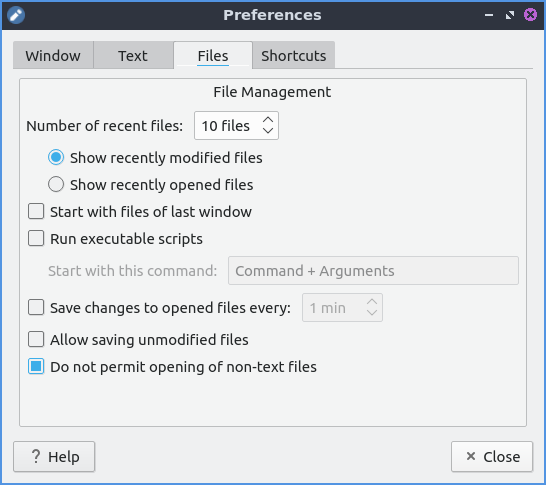 Preferences
Window Text Files Shortcuts
File Management
Number of recent files: 10 files
Show recently modified files
Show recently opened files
Start with files of last window
Run executable scripts
Start with this command: Command + Arguments
Save changes to opened files every: 1 min
Allow saving unmodified files
Do not permit opening of non-text files
? Help × Close